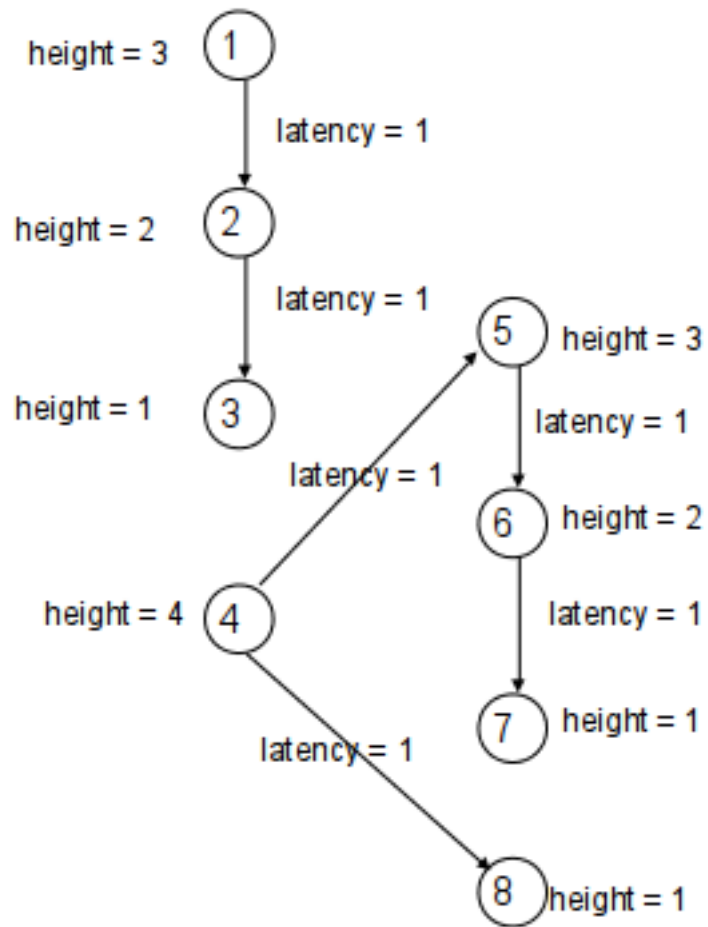 1
height = 3
latency = 1
2
height = 2
latency = 1
5
height = 3
3
height = 1
latency = 1
latency = 1
6
height = 2
4
height = 4
latency = 1
7
height = 1
latency = 1
8
height = 1